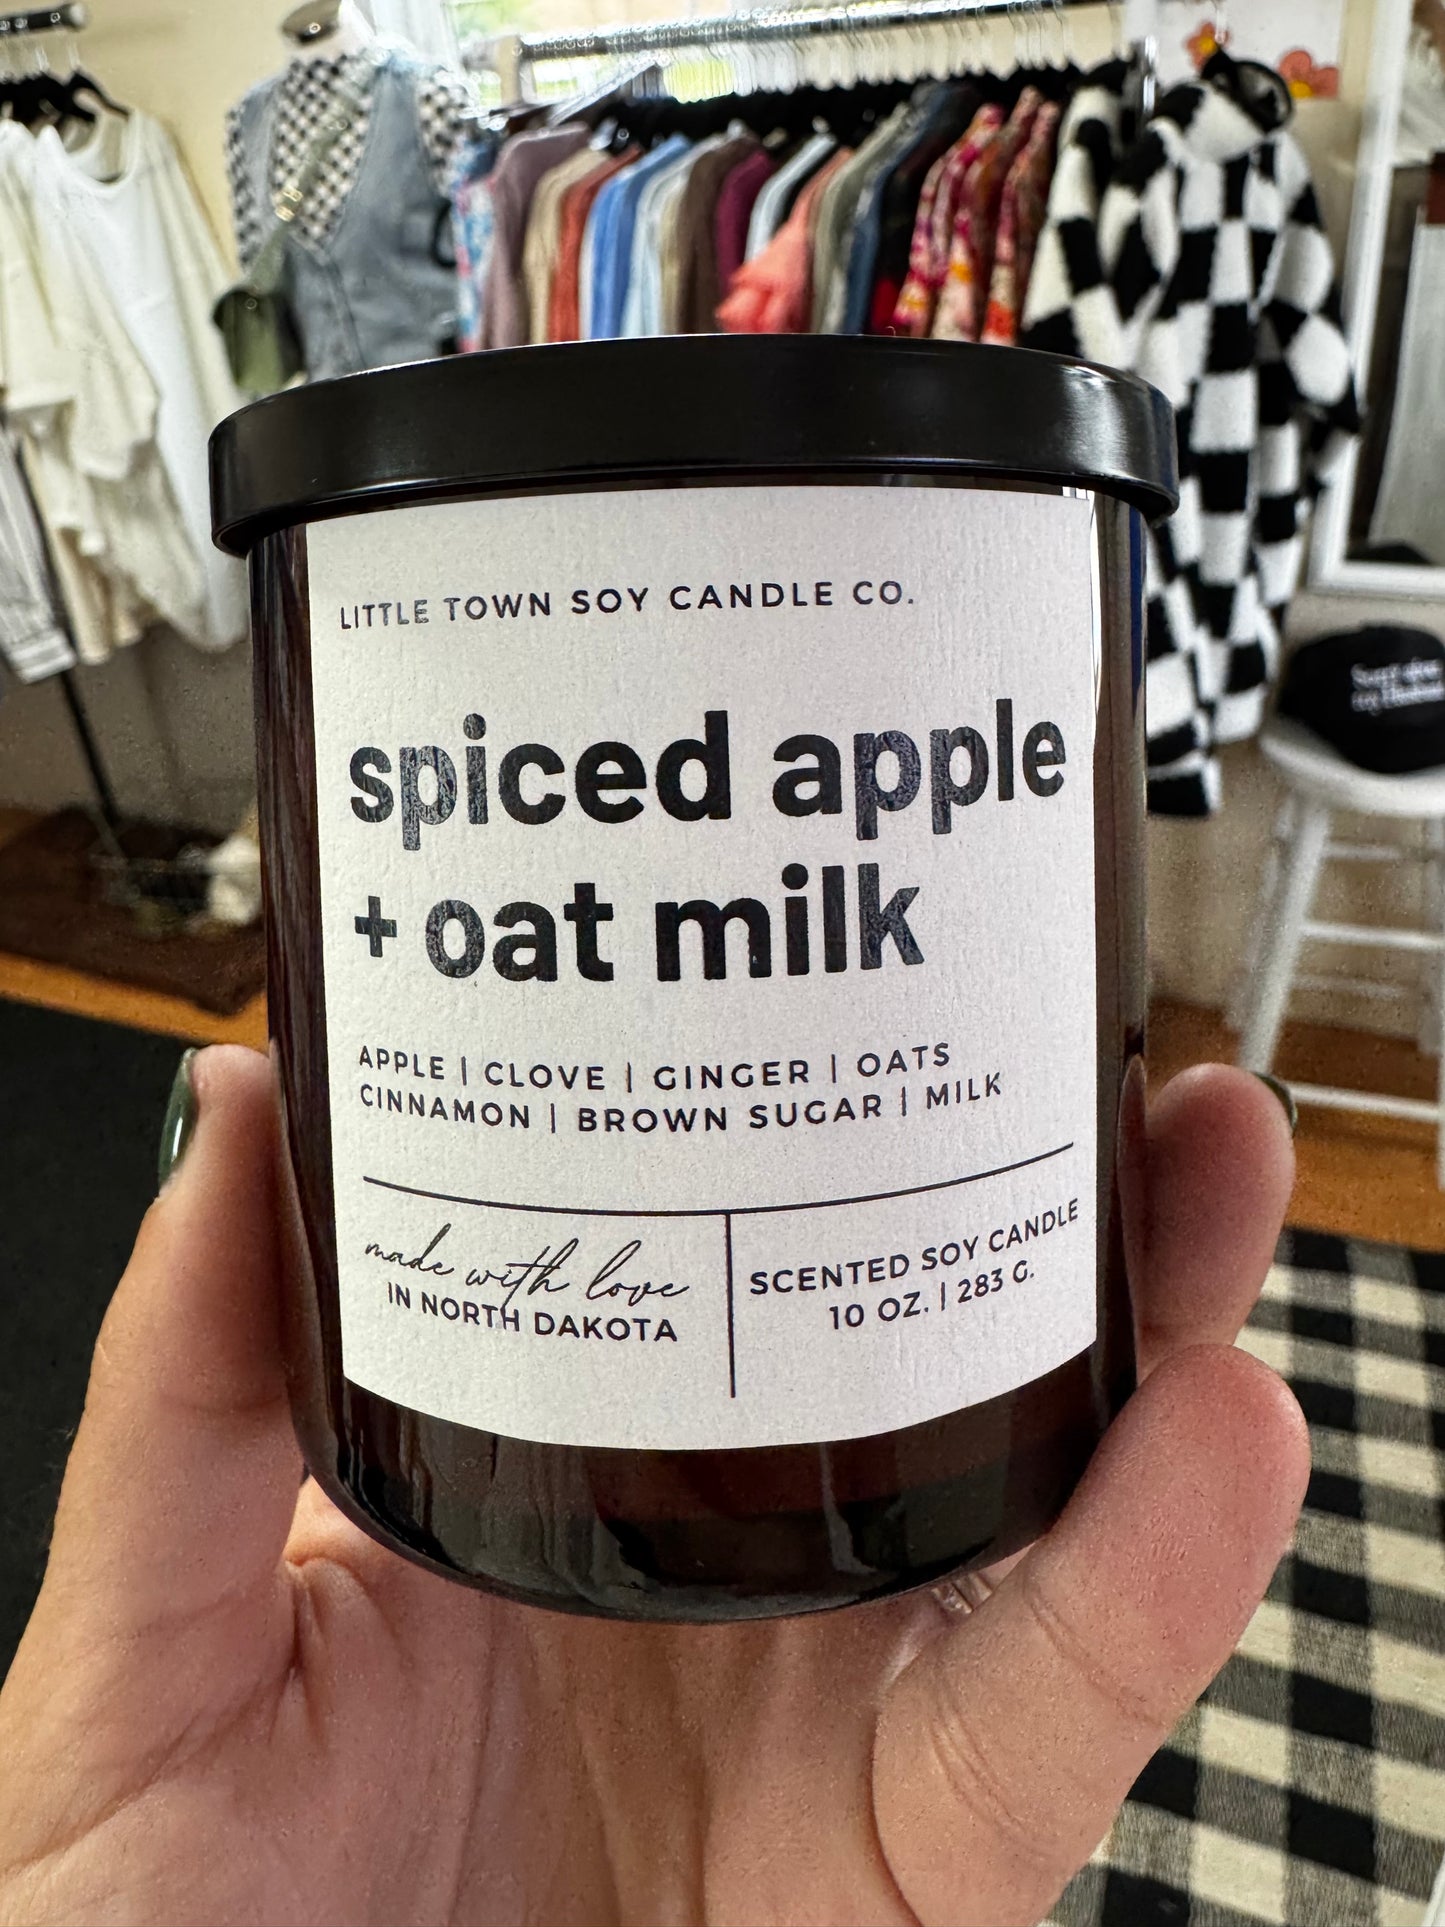 LITTLE TOWN SOY CANDLE CO.
spiced apple
+ oat milk
APPLE | CLOVE | GINGER | OATS
CINNAMON | BROWN SUGAR | MILK
made with love
IN NORTH DAKOTA
SCENTED SOY CANDLE
10 OZ. | 283 G.